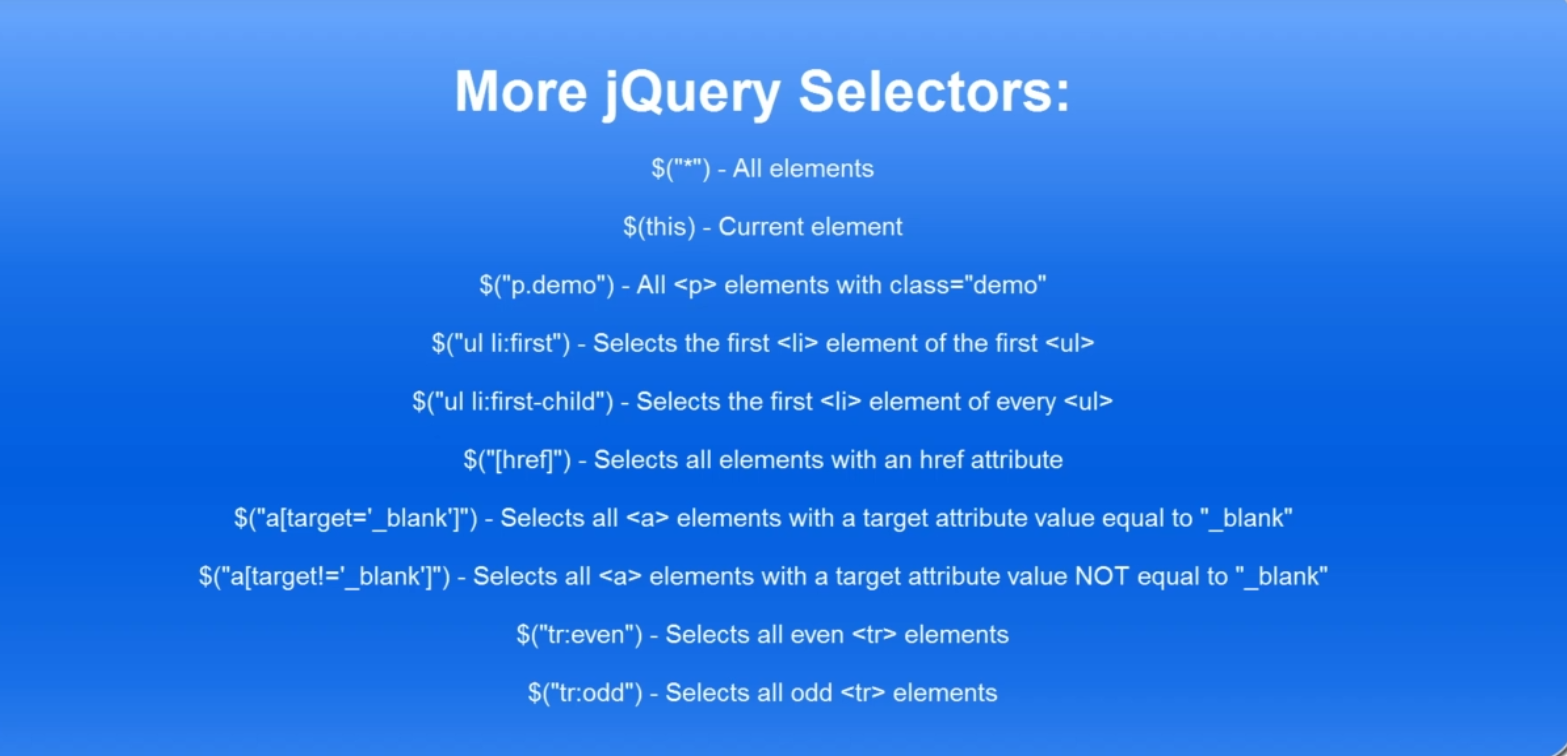 More jQuery Selectors:
$("*") - All elements
$(this) - Current element
$("p.demo") - All <p> elements with class="demo"
$("ul li:first") - Selects the first <li> element of the first <ul>
$("ul li:first-child") - Selects the first <li> element of every <ul>
$("[href]") - Selects all elements with an href attribute
$("a[target='_blank']") - Selects all <a> elements with a target attribute value equal to "_blank"
$("a[target!='_blank']") - Selects all <a> elements with a target attribute value NOT equal to "_blank"
$("tr:even") - Selects all even <tr> elements
$("tr:odd") - Selects all odd <tr> elements